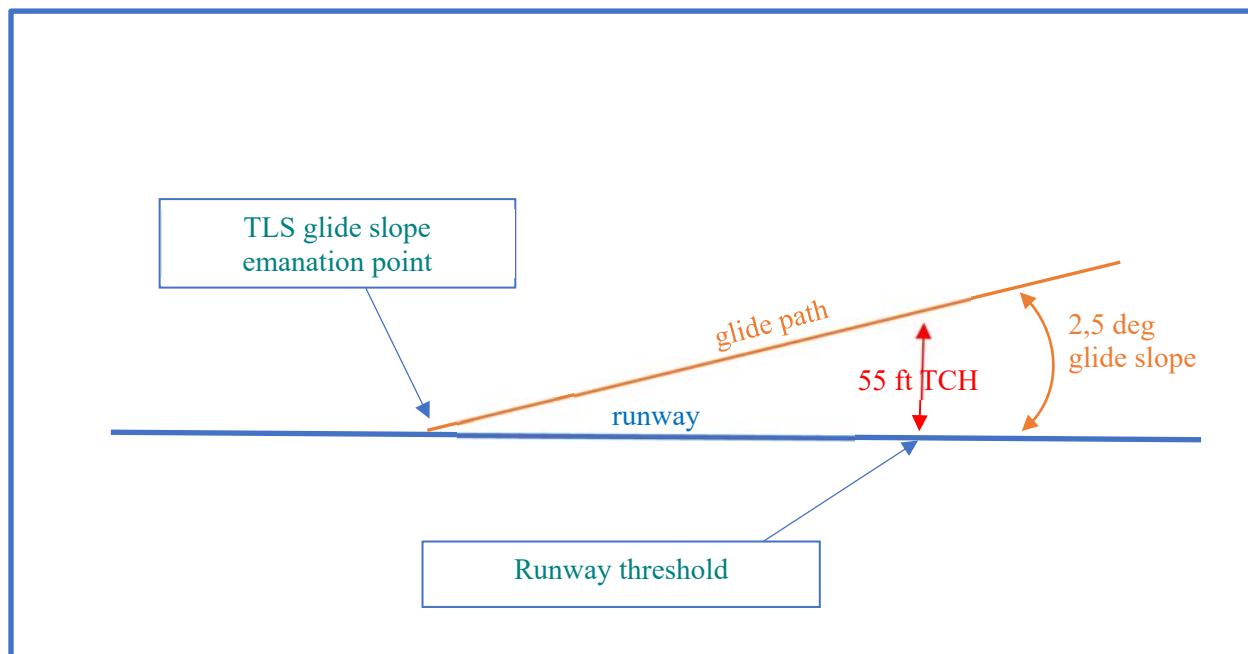 TLS glide slope
emanation point
glide path
2,5 deg
glide slope
55 ft TCH
runway
Runway threshold